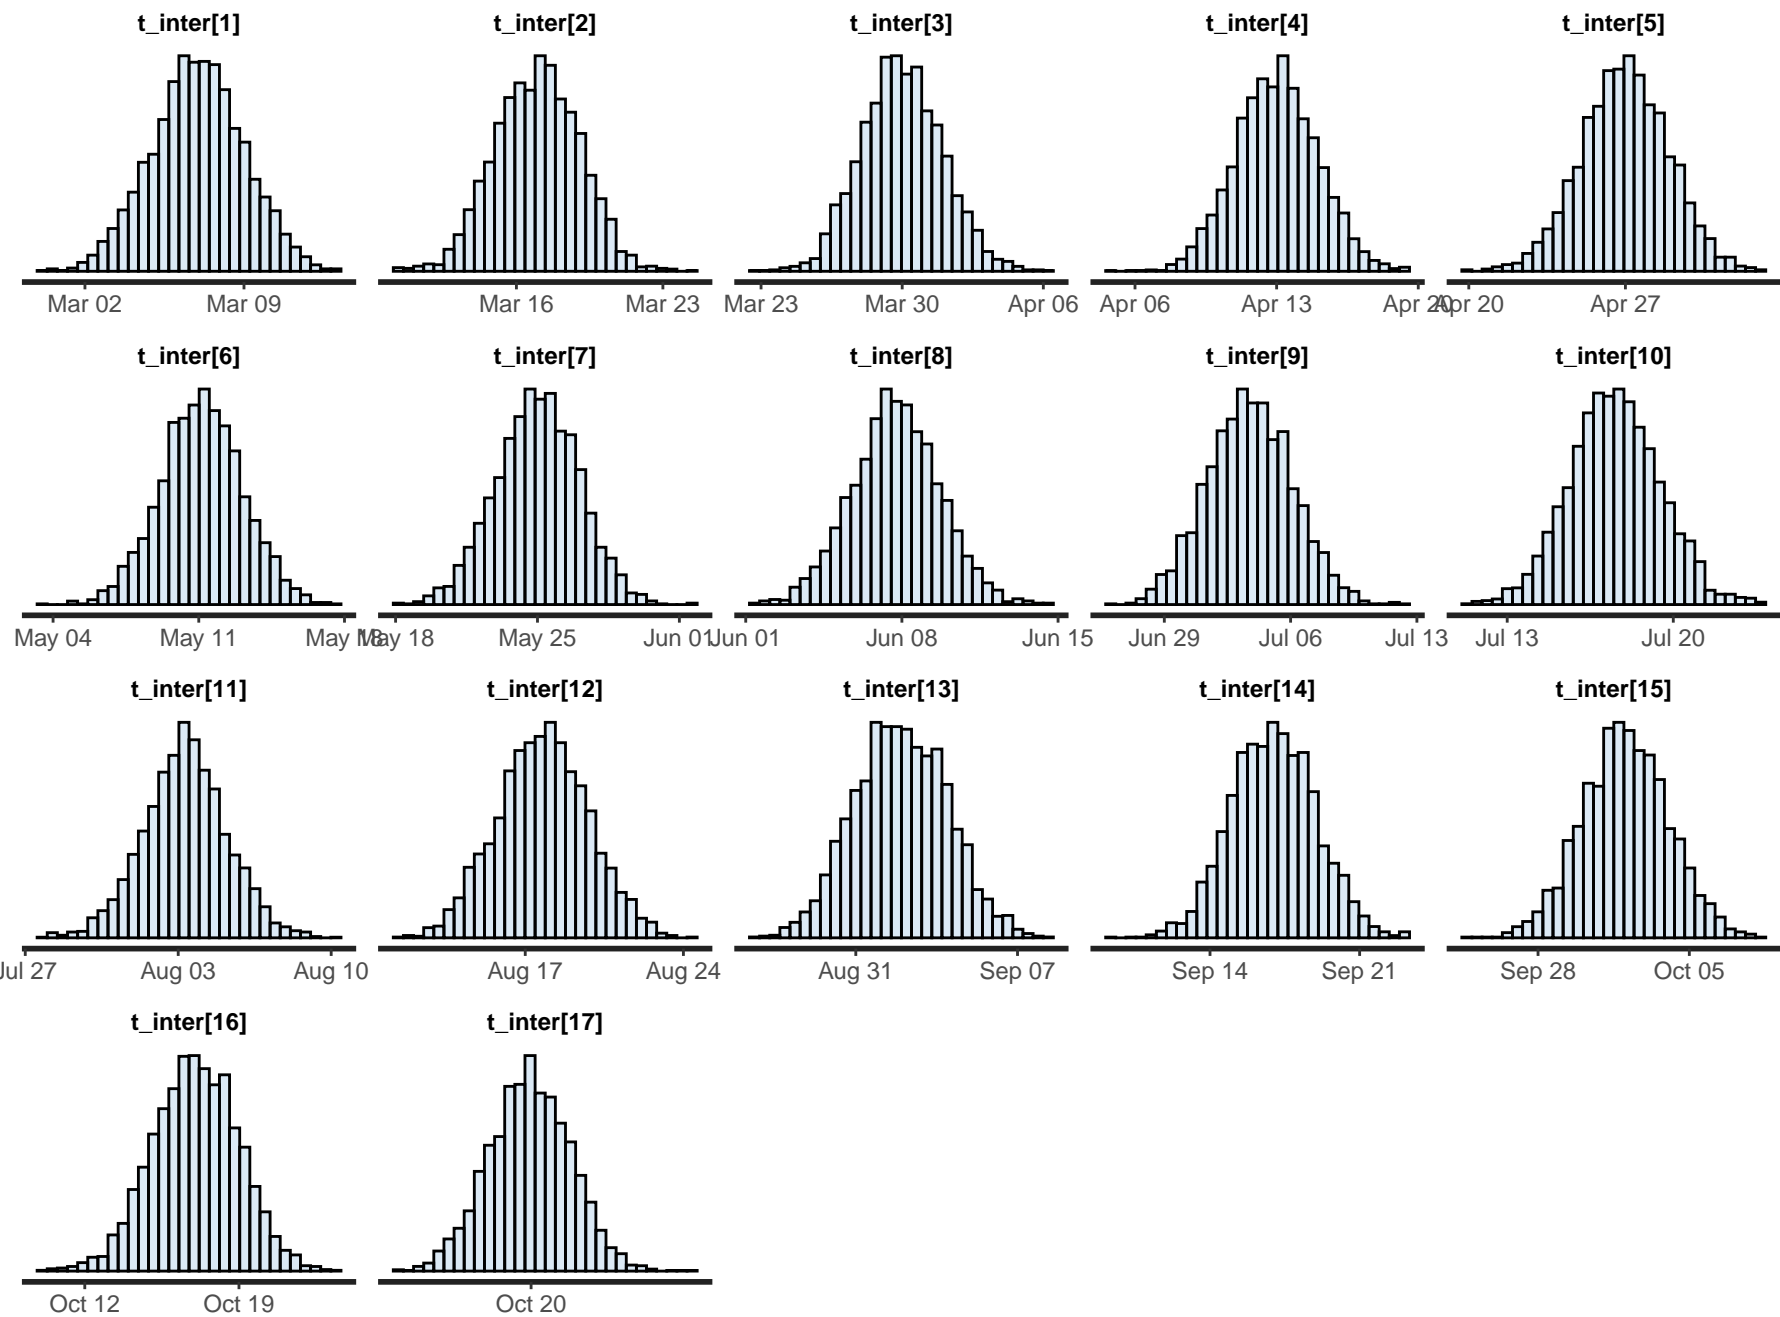 t_inter[1] t_inter[2] t_inter[3] t_inter[4] t_inter[5]
Mar 02 Mar 09 Mar 16 Mar 23 Mar 23 Mar 30 Apr 06 Apr 06 Apr 13 Apr 20 Apr 20 Apr 27
t_inter[6] t_inter[7] t_inter[8] t_inter[9] t_inter[10]
May 04 May 11 May 18 May 18 May 25 Jun 01 Jun 01 Jun 08 Jun 15 Jun 29 Jul 06 Jul 13 Jul 13 Jul 20
t_inter[11] t_inter[12] t_inter[13] t_inter[14] t_inter[15]
Jul 27 Aug 03 Aug 10 Aug 17 Aug 24 Aug 31 Sep 07 Sep 14 Sep 21 Sep 28 Oct 05
t_inter[16] t_inter[17]
Oct 12 Oct 19 Oct 20